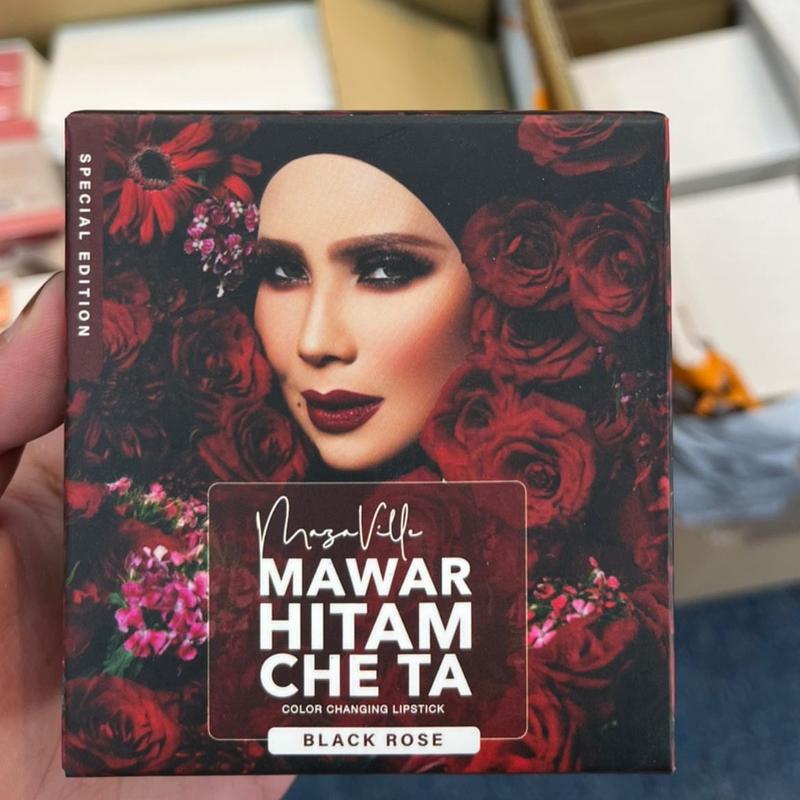 SPECIAL EDITION
MazaVille
MAWAR
HITAM
CHE TA
COLOR CHANGING LIPSTICK
BLACK ROSE